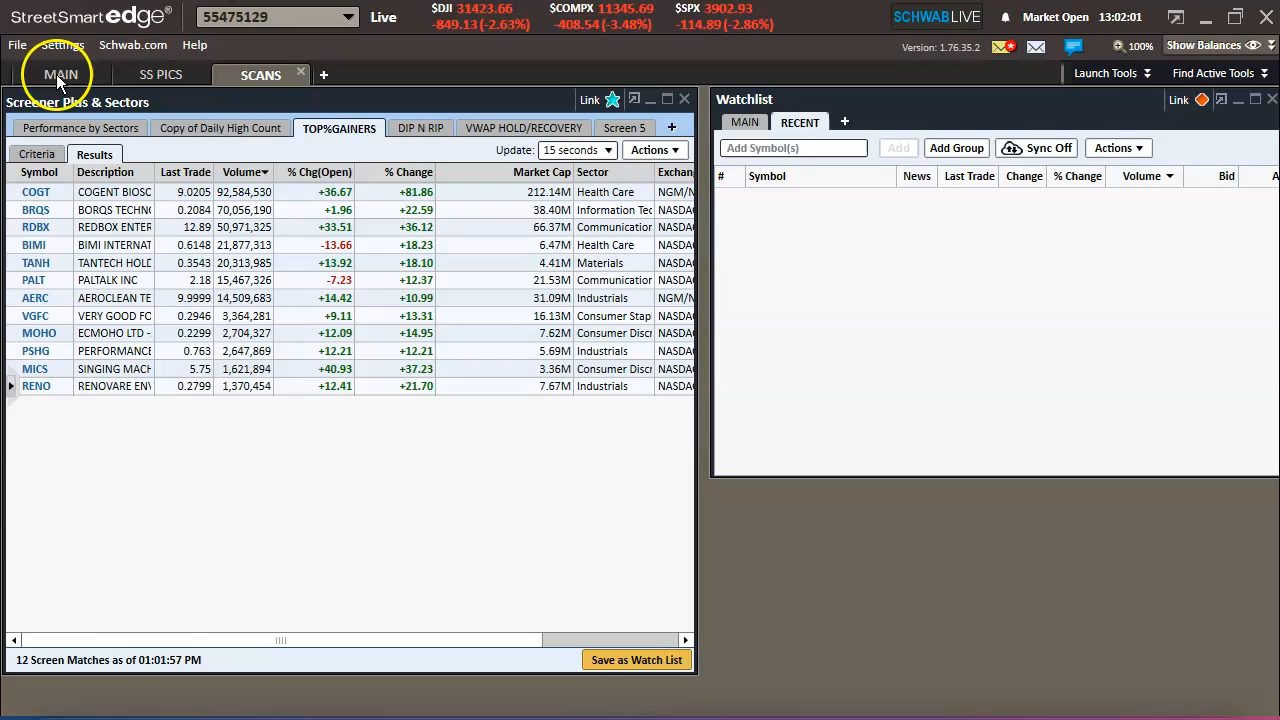 StreetSmart edge® 55475129 Live $DJI 31423.66 $COMPX 11345.69 $SPX 3902.93 SCHWAB LIVE Market Open 13:02:01
-849.13 (-2.63%) -408.54 (-3.48%) -114.89 (-2.86%)
File Settings Schwab.com Help Version: 1.76.35.2 100% Show Balances
MAIN SS PICS SCANS + Launch Tools Find Active Tools
Screener Plus & Sectors Link
Performance by Sectors Copy of Daily High Count TOP%GAINERS DIP N RIP VWAP HOLD/RECOVERY Screen 5 +
Criteria Results Update: 15 seconds Actions
Symbol Description Last Trade Volume % Chg(Open) % Change Market Cap Sector Exchan
COGT COGENT BIOSC 9.0205 92,584,530 +36.67 +81.86 212.14M Health Care NGM/N
BRQS BORQS TECHN 0.2084 70,056,190 +1.96 +22.59 38.40M Information Tec NASDA
RDBX REDBOX ENTER 12.89 50,971,325 +33.51 +36.12 66.37M Communication NASDA
BIMI BIMI INTERNAT 0.6148 21,877,313 -13.66 +18.23 6.47M Health Care NASDA
TANH TANTECH HOLD 0.3543 20,313,985 +13.92 +18.10 4.41M Materials NASDA
PALT PALTALK INC 2.18 15,467,326 -7.23 +12.37 21.53M Communication NASDA
AERC AEROCLEAN TE 9.9999 14,509,683 +14.42 +10.99 31.09M Industrials NGM/N
VGFC VERY GOOD FO 0.2946 3,364,281 +9.11 +13.31 16.13M Consumer Stap NASDA
MOHO ECMOHO LTD - 0.2299 2,704,327 +12.09 +14.95 7.62M Consumer Discr NASDA
PSHG PERFORMANCE 0.763 2,647,869 +12.21 +12.21 5.69M Industrials NASDA
MICS SINGING MACH 5.75 1,621,894 +40.93 +37.23 3.36M Consumer Discr NASDA
RENO RENOVARE EN 0.2799 1,370,454 +12.41 +21.70 7.67M Industrials NASDA
12 Screen Matches as of 01:01:57 PM Save as Watch List
Watchlist Link
MAIN RECENT +
Add Symbol(s) Add Add Group Sync Off Actions
# Symbol News Last Trade Change % Change Volume Bid A